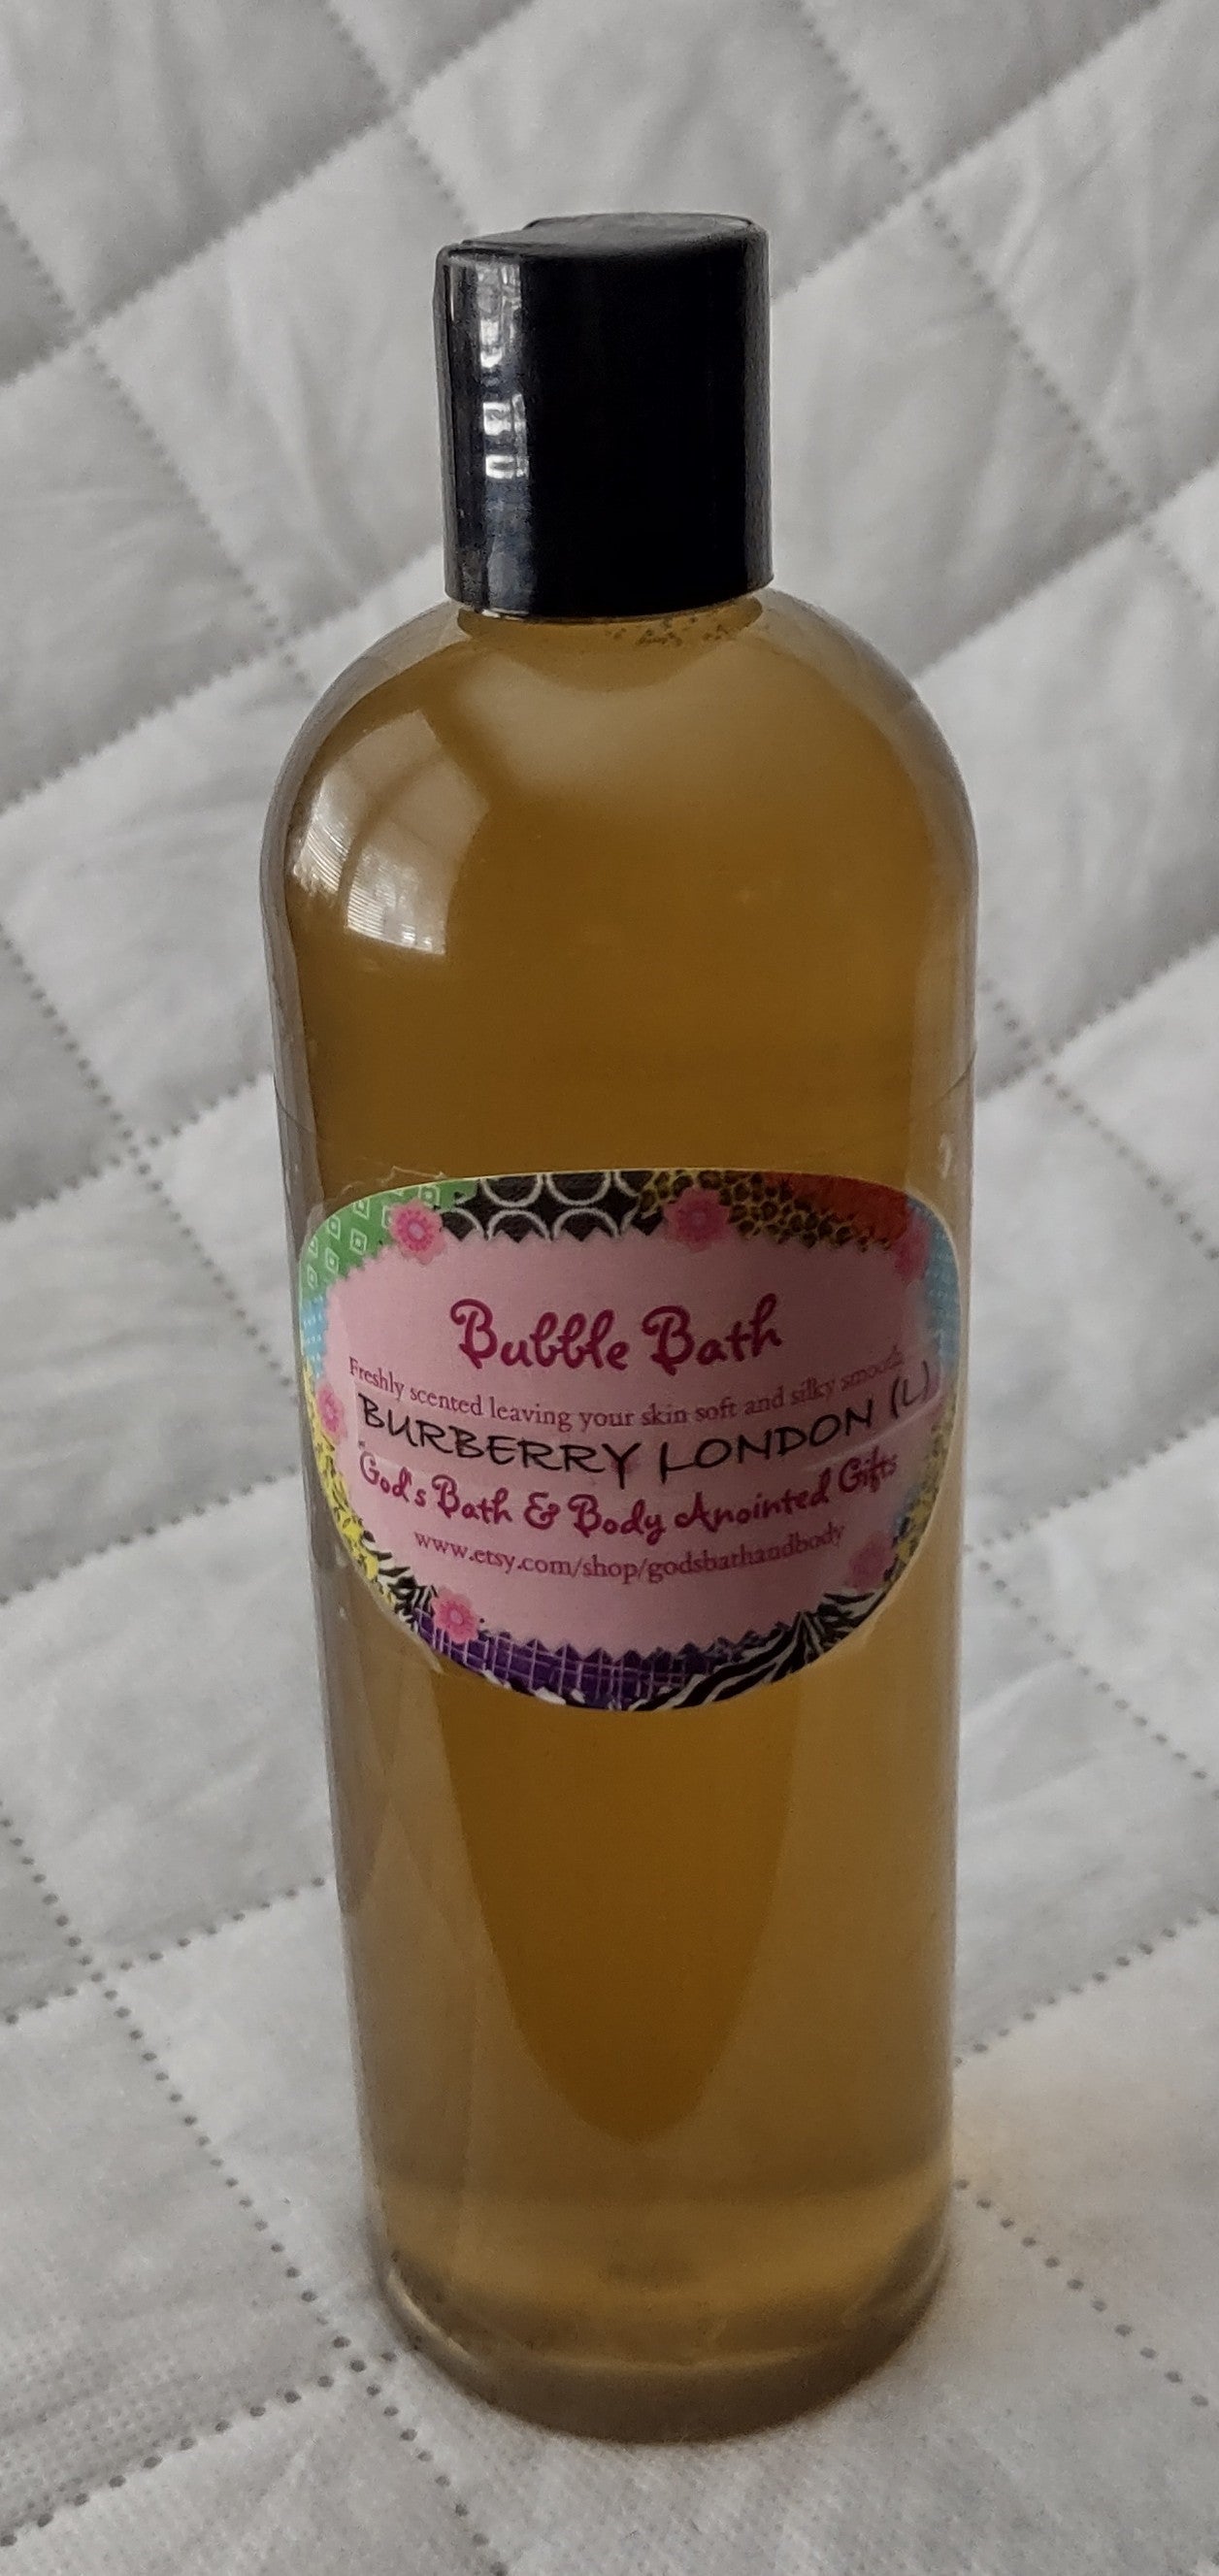 Bubble Bath
Freshly scented leaving your skin soft and silky smooth
BURBERRY LONDON (L)
God's Bath & Body Anointed Gifts
www.etsy.com/shop/godsbathandbody